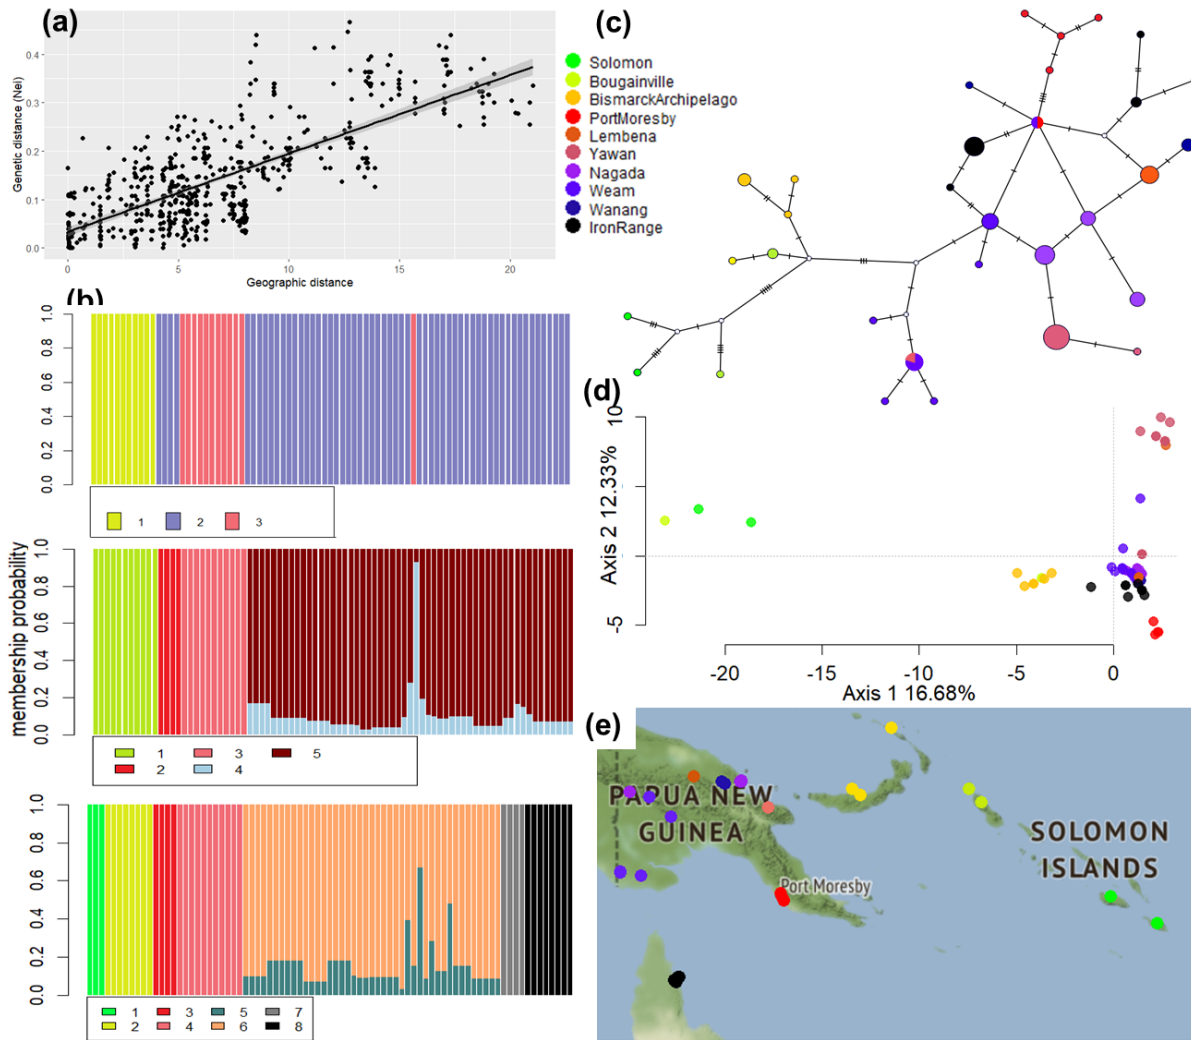 (a)
Genetic distance (Nei)
0.4
0.3
0.2
0.1
0.0
0
5
10
15
20
Geographic distance
(b)
1.0
0.8
0.6
0.4
0.2
0.0
1
2
3
membership probability
1.0
0.8
0.6
0.4
0.2
0.0
1
3
5
2
4
1.0
0.8
0.6
0.4
0.2
0.0
1
3
5
7
2
4
6
8
(c)
Solomon
Bougainville
BismarckArchipelago
PortMoresby
Lembena
Yawan
Nagada
Weam
Wanang
IronRange
(d)
Axis 2 12.33%
10
-5
-20
-15
-10
-5
0
Axis 1 16.68%
(e)
PAPUA NEW
GUINEA
SOLOMON
ISLANDS
Port Moresby